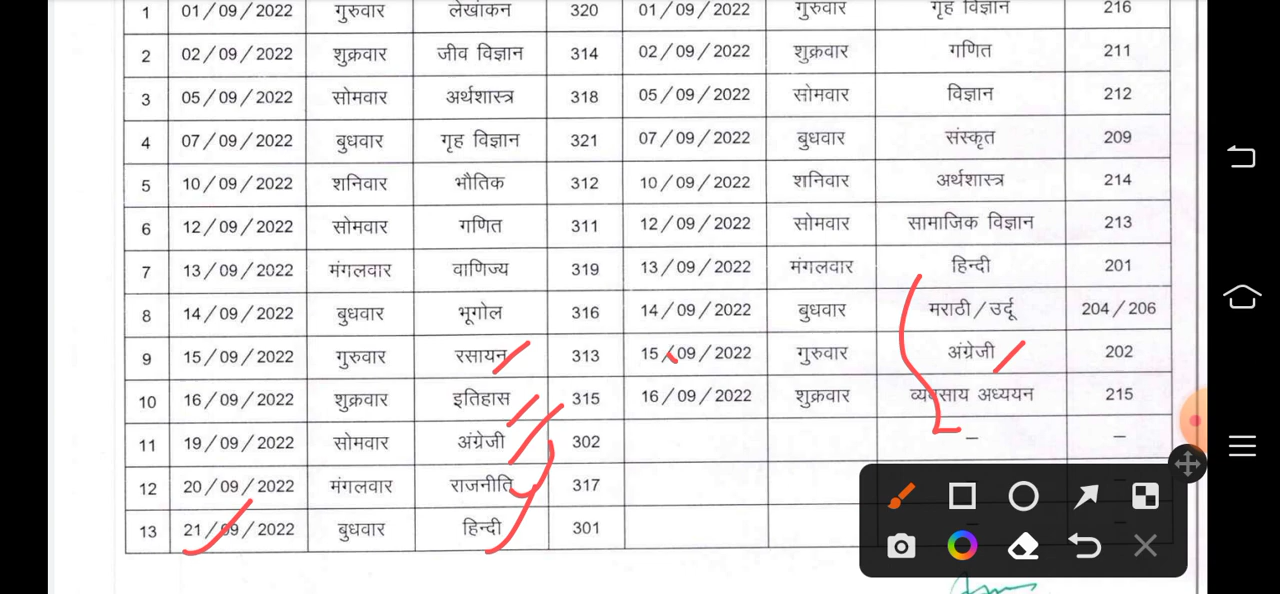 1 01/09/2022 गुरुवार लेखांकन 320 01/09/2022 गुरुवार गृह विज्ञान 216
2 02/09/2022 शुक्रवार जीव विज्ञान 314 02/09/2022 शुक्रवार गणित 211
3 05/09/2022 सोमवार अर्थशास्त्र 318 05/09/2022 सोमवार विज्ञान 212
4 07/09/2022 बुधवार गृह विज्ञान 321 07/09/2022 बुधवार संस्कृत 209
5 10/09/2022 शनिवार भौतिक 312 10/09/2022 शनिवार अर्थशास्त्र 214
6 12/09/2022 सोमवार गणित 311 12/09/2022 सोमवार सामाजिक विज्ञान 213
7 13/09/2022 मंगलवार वाणिज्य 319 13/09/2022 मंगलवार हिन्दी 201
8 14/09/2022 बुधवार भूगोल 316 14/09/2022 बुधवार मराठी/उर्दू 204/206
9 15/09/2022 गुरुवार रसायन 313 15/09/2022 गुरुवार अंग्रेजी 202
10 16/09/2022 शुक्रवार इतिहास 315 16/09/2022 शुक्रवार व्यवसाय अध्ययन 215
11 19/09/2022 सोमवार अंग्रेजी 302 – –
12 20/09/2022 मंगलवार राजनीति 317
13 21/09/2022 बुधवार हिन्दी 301